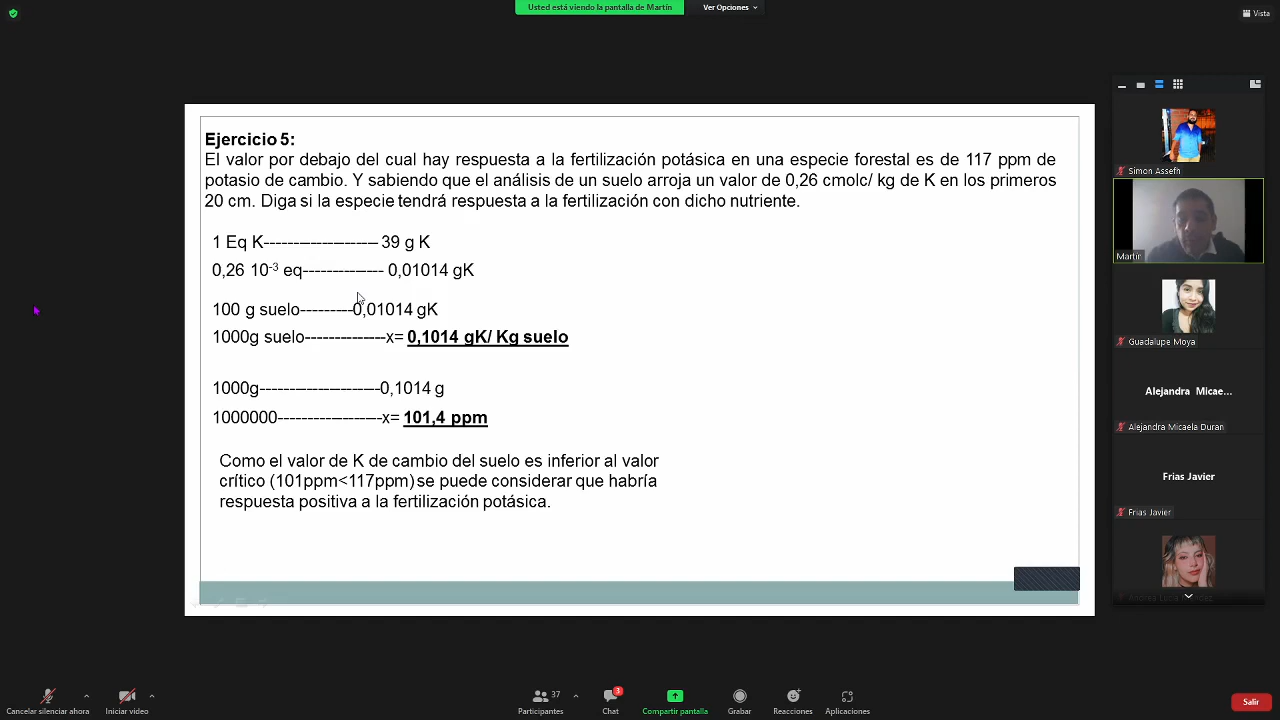 Usted está viendo la pantalla de Martín
Ver Opciones
Vista
Ejercicio 5:
El valor por debajo del cual hay respuesta a la fertilización potásica en una especie forestal es de 117 ppm de
potasio de cambio. Y sabiendo que el análisis de un suelo arroja un valor de 0,26 cmolc/ kg de K en los primeros
20 cm. Diga si la especie tendrá respuesta a la fertilización con dicho nutriente.
1 Eq K------------------- 39 g K
0,26 10⁻³ eq-------------- 0,01014 gK
100 g suelo---------0,01014 gK
1000g suelo--------------x= 0,1014 gK/ Kg suelo
1000g---------------------0,1014 g
1000000------------------x= 101,4 ppm
Como el valor de K de cambio del suelo es inferior al valor
crítico (101ppm<117ppm) se puede considerar que habría
respuesta positiva a la fertilización potásica.
Simon Assefh
Martín
Guadalupe Moya
Alejandra Micae...
Alejandra Micaela Duran
Frias Javier
Frias Javier
Cancelar silenciar ahora
Iniciar video
37
Participantes
3
Chat
Compartir pantalla
Grabar
Reacciones
Aplicaciones
Salir